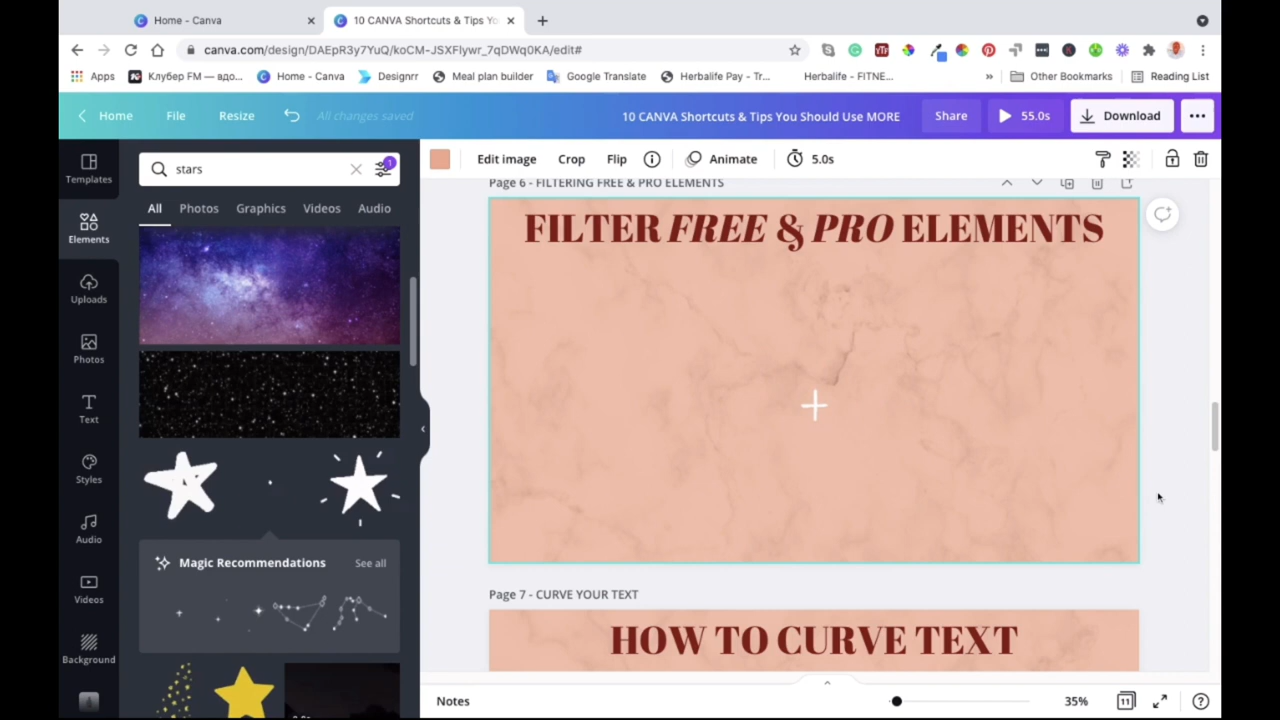 Home - Canva
10 CANVA Shortcuts & Tips Yo
canva.com/design/DAEpR3y7YuQ/koCM-JSXFlywr_7qDWq0KA/edit#
Apps
Клубер FM — вдо...
Home - Canva
Designrr
Meal plan builder
Google Translate
Herbalife Pay - Tr...
Herbalife - FITNE...
»
Other Bookmarks
Reading List
Home
File
Resize
All changes saved
10 CANVA Shortcuts & Tips You Should Use MORE
Share
55.0s
Download
Templates
Elements
Uploads
Photos
Text
Styles
Audio
Videos
Background
stars
1
All
Photos
Graphics
Videos
Audio
Magic Recommendations
See all
Edit image
Crop
Flip
Animate
5.0s
Page 6 - FILTERING FREE & PRO ELEMENTS
FILTER FREE & PRO ELEMENTS
Page 7 - CURVE YOUR TEXT
HOW TO CURVE TEXT
Notes
35%
11